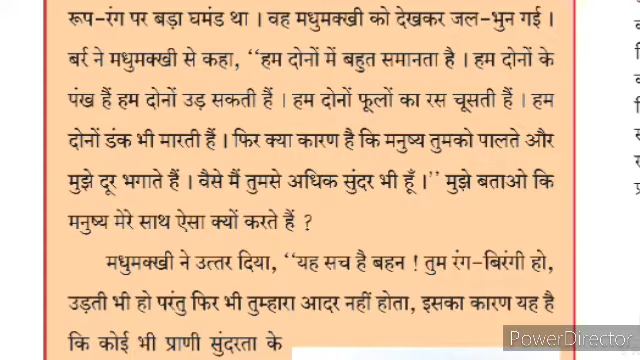 रूप-रंग पर बड़ा घमंड था । वह मधुमक्खी को देखकर जल-भुन गई ।
बर्र ने मधुमक्खी से कहा, ‘‘हम दोनों में बहुत समानता है । हम दोनों के
पंख हैं हम दोनों उड़ सकती हैं । हम दोनों फूलों का रस चूसती हैं । हम
दोनों डंक भी मारती हैं । फिर क्या कारण है कि मनुष्य तुमको पालते और
मुझे दूर भगाते हैं । वैसे मैं तुमसे अधिक सुंदर भी हूँ ।’’ मुझे बताओ कि
मनुष्य मेरे साथ ऐसा क्यों करते हैं ?
मधुमक्खी ने उत्तर दिया, ‘‘यह सच है बहन ! तुम रंग-बिरंगी हो,
उड़ती भी हो परंतु फिर भी तुम्हारा आदर नहीं होता, इसका कारण यह है
कि कोई भी प्राणी सुंदरता के
PowerDirector